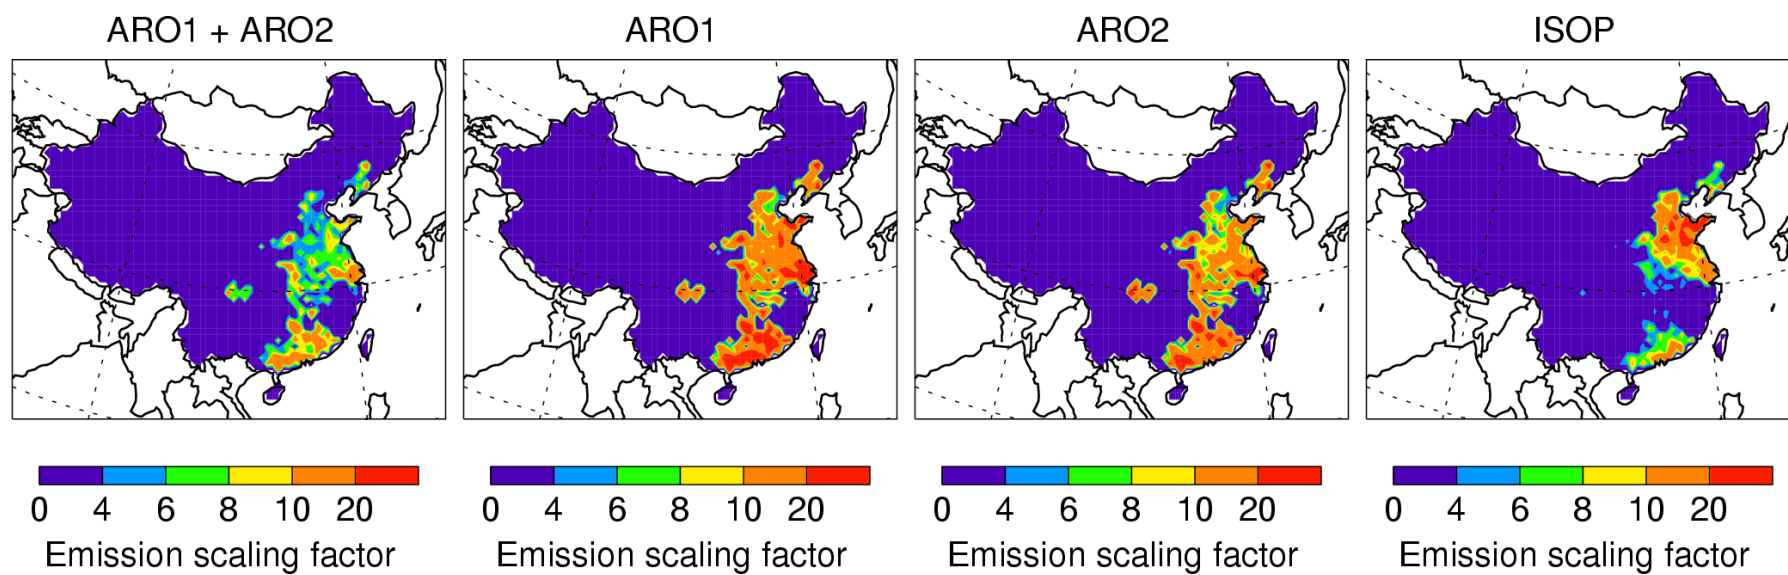 ARO1 + ARO2
ARO1
ARO2
ISOP
0 4 6 8 10 20
0 4 6 8 10 20
0 4 6 8 10 20
0 4 6 8 10 20
Emission scaling factor
Emission scaling factor
Emission scaling factor
Emission scaling factor